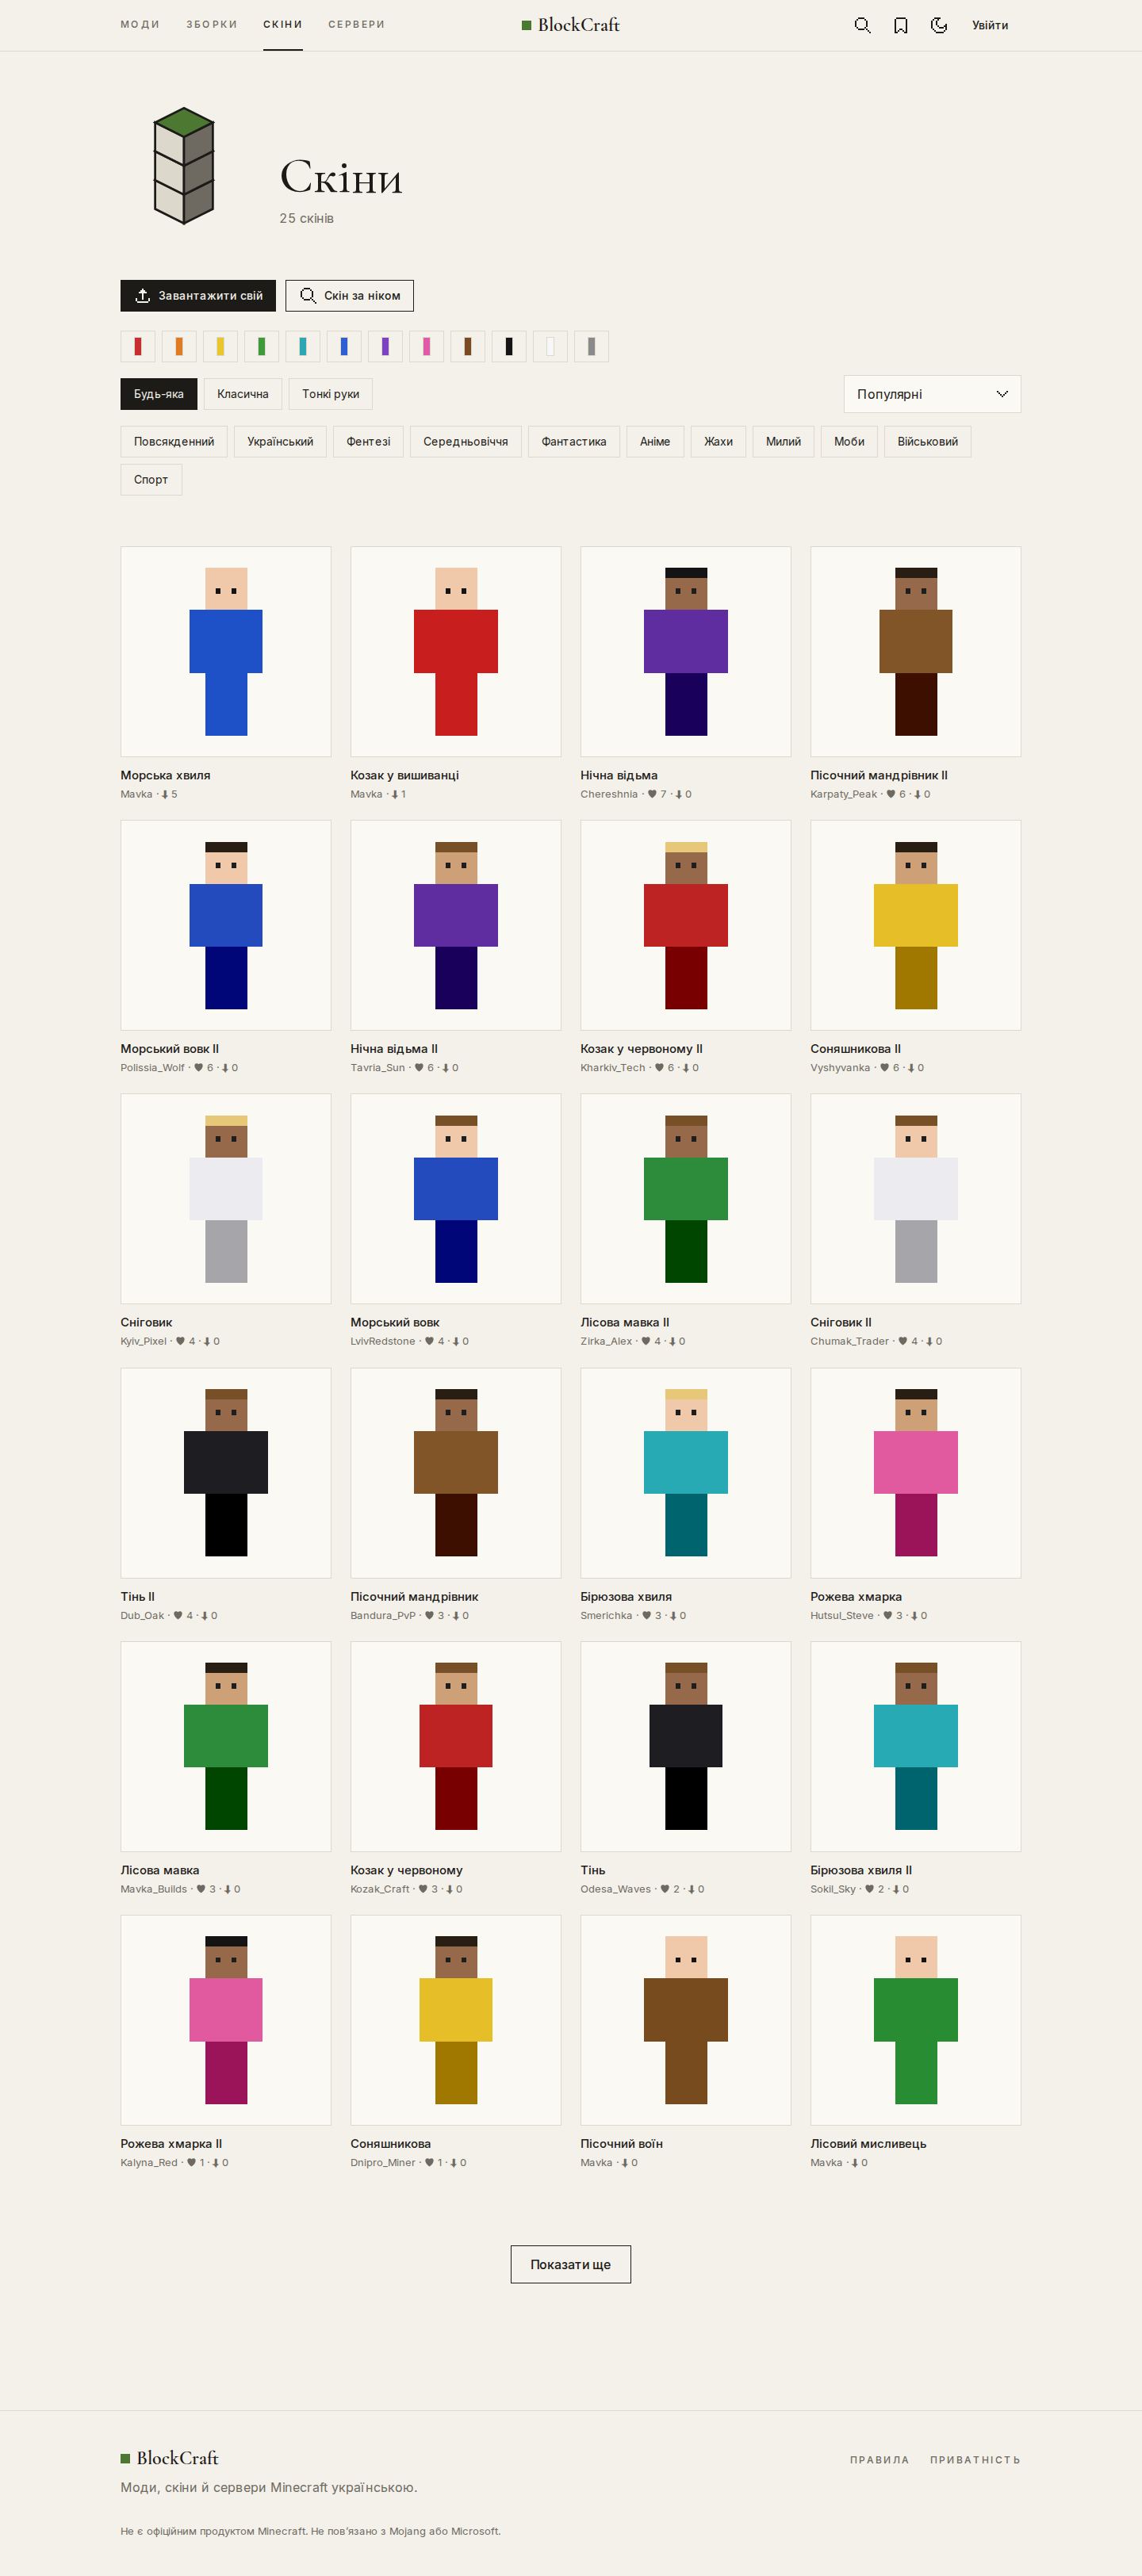 МОДИ ЗБОРКИ СКІНИ СЕРВЕРИ BlockCraft Увійти
Скіни
25 скінів
Завантажити свій Скін за ніком
Будь-яка Класична Тонкі руки Популярні
Повсякденний Український Фентезі Середньовіччя Фантастика Аніме Жахи Милий Моби Військовий
Спорт
Морська хвиля Козак у вишиванці Нічна відьма Пісочний мандрівник II
Mavka · 5 Mavka · 1 Chereshnia · 7 · 0 Karpaty_Peak · 6 · 0
Морський вовк II Нічна відьма II Козак у червоному II Соняшникова II
Polissia_Wolf · 6 · 0 Tavria_Sun · 6 · 0 Kharkiv_Tech · 6 · 0 Vyshyvanka · 6 · 0
Сніговик Морський вовк Лісова мавка II Сніговик II
Kyiv_Pixel · 4 · 0 LvivRedstone · 4 · 0 Zirka_Alex · 4 · 0 Chumak_Trader · 4 · 0
Тінь II Пісочний мандрівник Бірюзова хвиля Рожева хмарка
Dub_Oak · 4 · 0 Bandura_PvP · 3 · 0 Smerichka · 3 · 0 Hutsul_Steve · 3 · 0
Лісова мавка Козак у червоному Тінь Бірюзова хвиля II
Mavka_Builds · 3 · 0 Kozak_Craft · 3 · 0 Odesa_Waves · 2 · 0 Sokil_Sky · 2 · 0
Рожева хмарка II Соняшникова Пісочний воїн Лісовий мисливець
Kalyna_Red · 1 · 0 Dnipro_Miner · 1 · 0 Mavka · 0 Mavka · 0
Показати ще
BlockCraft ПРАВИЛА ПРИВАТНІСТЬ
Моди, скіни й сервери Minecraft українською.
Не є офіційним продуктом Minecraft. Не пов’язано з Mojang або Microsoft.